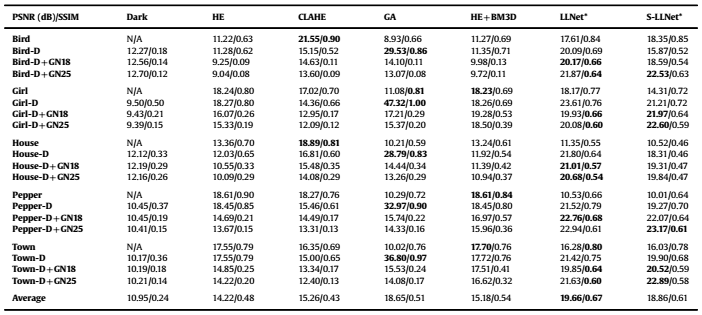 PSNR (dB)/SSIM Dark HE CLAHE GA HE+BM3D LLNet* S-LLNet*
Bird N/A 11.22/0.63 21.55/0.90 8.93/0.66 11.27/0.69 17.61/0.84 18.35/0.85
Bird-D 12.27/0.18 11.28/0.62 15.15/0.52 29.53/0.86 11.35/0.71 20.09/0.69 15.87/0.52
Bird-D+GN18 12.56/0.14 9.25/0.09 14.63/0.11 14.10/0.11 9.98/0.13 20.17/0.66 18.59/0.54
Bird-D+GN25 12.70/0.12 9.04/0.08 13.60/0.09 13.07/0.08 9.72/0.11 21.87/0.64 22.53/0.63
Girl N/A 18.24/0.80 17.02/0.70 11.08/0.81 18.23/0.69 18.17/0.77 14.31/0.72
Girl-D 9.50/0.50 18.27/0.80 14.36/0.66 47.32/1.00 18.26/0.69 23.61/0.76 21.21/0.72
Girl-D+GN18 9.43/0.21 16.07/0.26 12.95/0.17 17.21/0.29 19.28/0.53 19.93/0.66 21.97/0.64
Girl-D+GN25 9.39/0.15 15.33/0.19 12.09/0.12 15.37/0.20 18.50/0.39 20.08/0.60 22.60/0.59
House N/A 13.36/0.70 18.89/0.81 10.21/0.59 13.24/0.61 11.35/0.55 10.52/0.46
House-D 12.12/0.33 12.03/0.65 16.81/0.60 28.79/0.83 11.92/0.54 21.80/0.64 18.31/0.46
House-D+GN18 12.19/0.29 10.55/0.33 15.48/0.35 14.44/0.34 11.39/0.42 21.01/0.57 19.31/0.47
House-D+GN25 12.16/0.26 10.09/0.29 14.08/0.29 13.26/0.29 10.94/0.37 20.68/0.54 19.84/0.47
Pepper N/A 18.61/0.90 18.27/0.76 10.29/0.72 18.61/0.84 10.53/0.66 10.01/0.64
Pepper-D 10.45/0.37 18.45/0.85 15.46/0.61 32.97/0.90 18.45/0.80 21.52/0.79 19.27/0.70
Pepper-D+GN18 10.45/0.19 14.69/0.21 14.49/0.17 15.74/0.22 16.97/0.57 22.76/0.68 22.07/0.64
Pepper-D+GN25 10.41/0.15 13.67/0.15 13.31/0.13 14.33/0.16 15.96/0.36 22.94/0.61 23.17/0.61
Town N/A 17.55/0.79 16.35/0.69 10.02/0.76 17.70/0.76 16.28/0.80 16.03/0.78
Town-D 10.17/0.36 17.55/0.79 15.00/0.65 36.80/0.97 17.72/0.76 21.42/0.75 19.90/0.68
Town-D+GN18 10.19/0.18 14.85/0.25 13.34/0.17 15.53/0.24 17.51/0.41 19.85/0.64 20.52/0.59
Town-D+GN25 10.21/0.14 14.22/0.20 12.40/0.13 14.08/0.17 16.62/0.32 21.63/0.60 22.89/0.58
Average 10.95/0.24 14.22/0.48 15.26/0.43 18.65/0.51 15.18/0.54 19.66/0.67 18.86/0.61